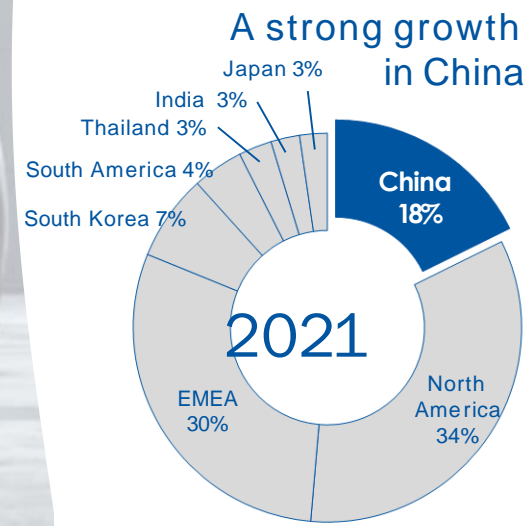 A strong growth
in China
Japan 3%
India 3%
Thailand 3%
South America 4%
South Korea 7%
China
18%
2021
EMEA
30%
North
America
34%